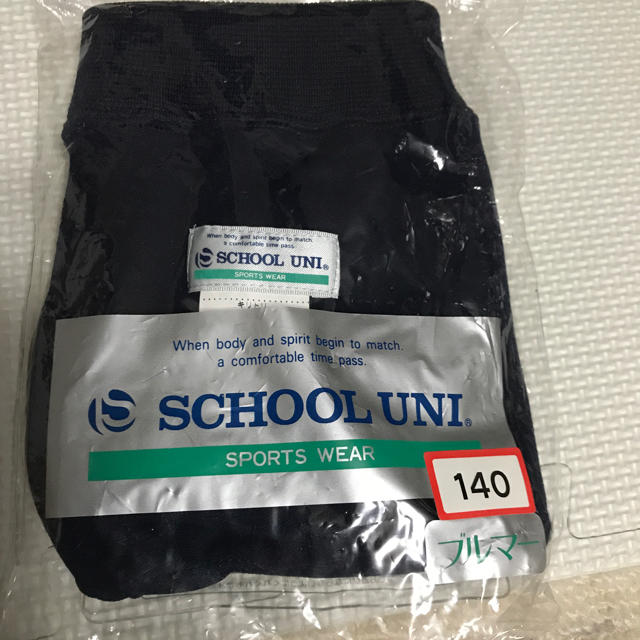 When body and spirit begin to match.
a comfortable time pass.
SCHOOL UNI®
SPORTS WEAR
When body and spirit begin to match.
a comfortable time pass.
SCHOOL UNI®
SPORTS WEAR
140
ブルマー